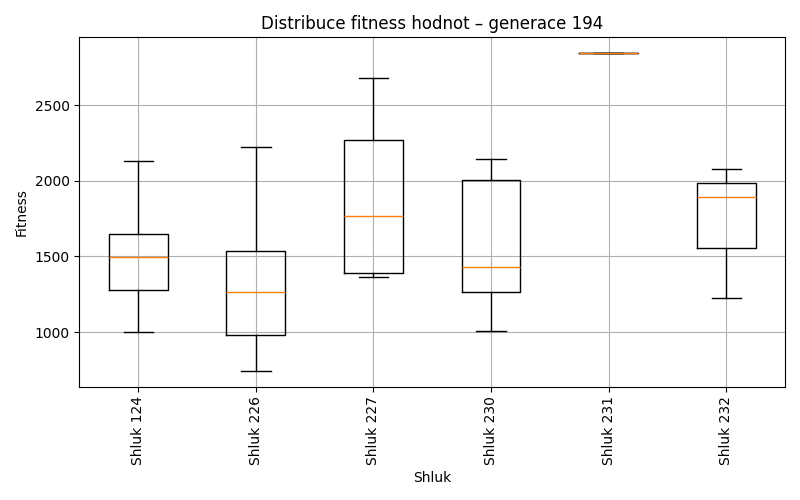 Distribuce fitness hodnot – generace 194
Fitness
2500
2000
1500
1000
Shluk 124
Shluk 226
Shluk 227
Shluk 230
Shluk 231
Shluk 232
Shluk